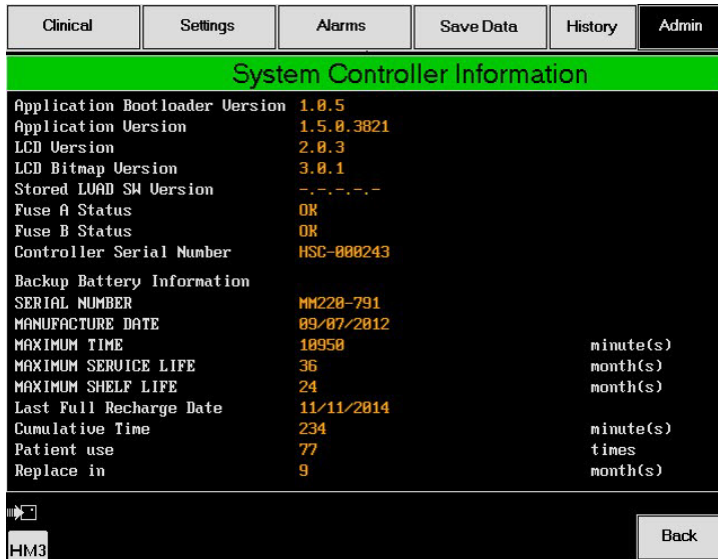 Clinical Settings Alarms Save Data History Admin
System Controller Information
Application Bootloader Version 1.0.5
Application Version 1.5.0.3821
LCD Version 2.0.3
LCD Bitmap Version 3.0.1
Stored LVAD SW Version -.-.-.-.-
Fuse A Status OK
Fuse B Status OK
Controller Serial Number HSC-000243
Backup Battery Information
SERIAL NUMBER MM220-791
MANUFACTURE DATE 09/07/2012
MAXIMUM TIME 10950 minute(s)
MAXIMUM SERVICE LIFE 36 month(s)
MAXIMUM SHELF LIFE 24 month(s)
Last Full Recharge Date 11/11/2014
Cumulative Time 234 minute(s)
Patient use 77 times
Replace in 9 month(s)
Back
HM3